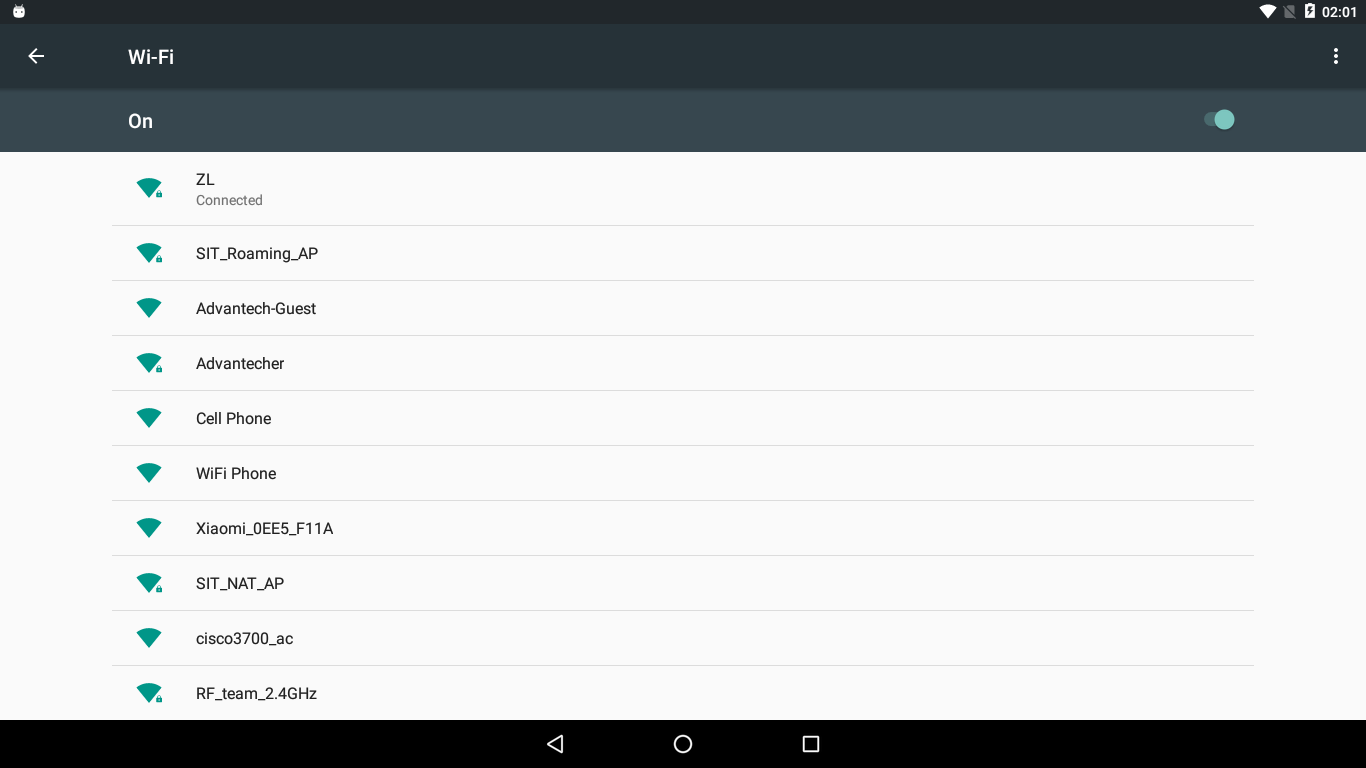 02:01
Wi-Fi
On
ZL
Connected
SIT_Roaming_AP
Advantech-Guest
Advantecher
Cell Phone
WiFi Phone
Xiaomi_0EE5_F11A
SIT_NAT_AP
cisco3700_ac
RF_team_2.4GHz